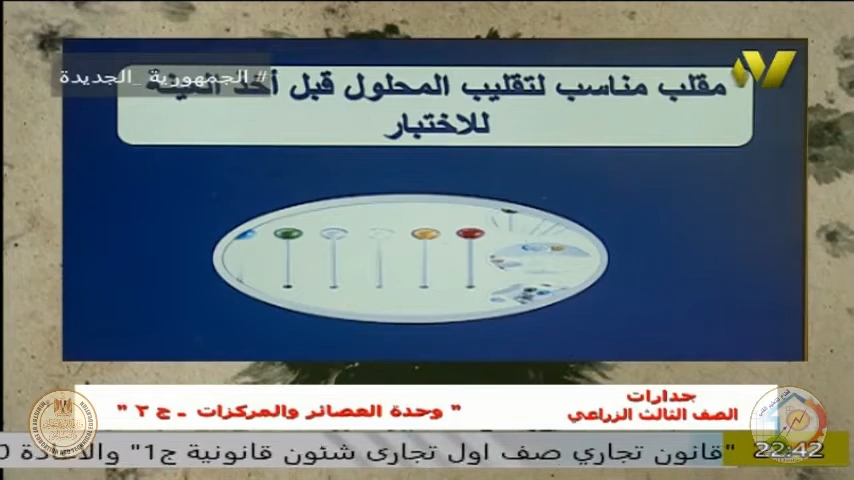 #الجمهورية_الجديدة
مقلب مناسب لتقليب المحلول قبل أخذ العينة
للاختبار
جدارات
الصف الثالث الزراعي
" وحدة العصائر والمركزات - ج ٢ "
"قانون تجاري صف اول تجارى شئون قانونية ج1" والا
22:42